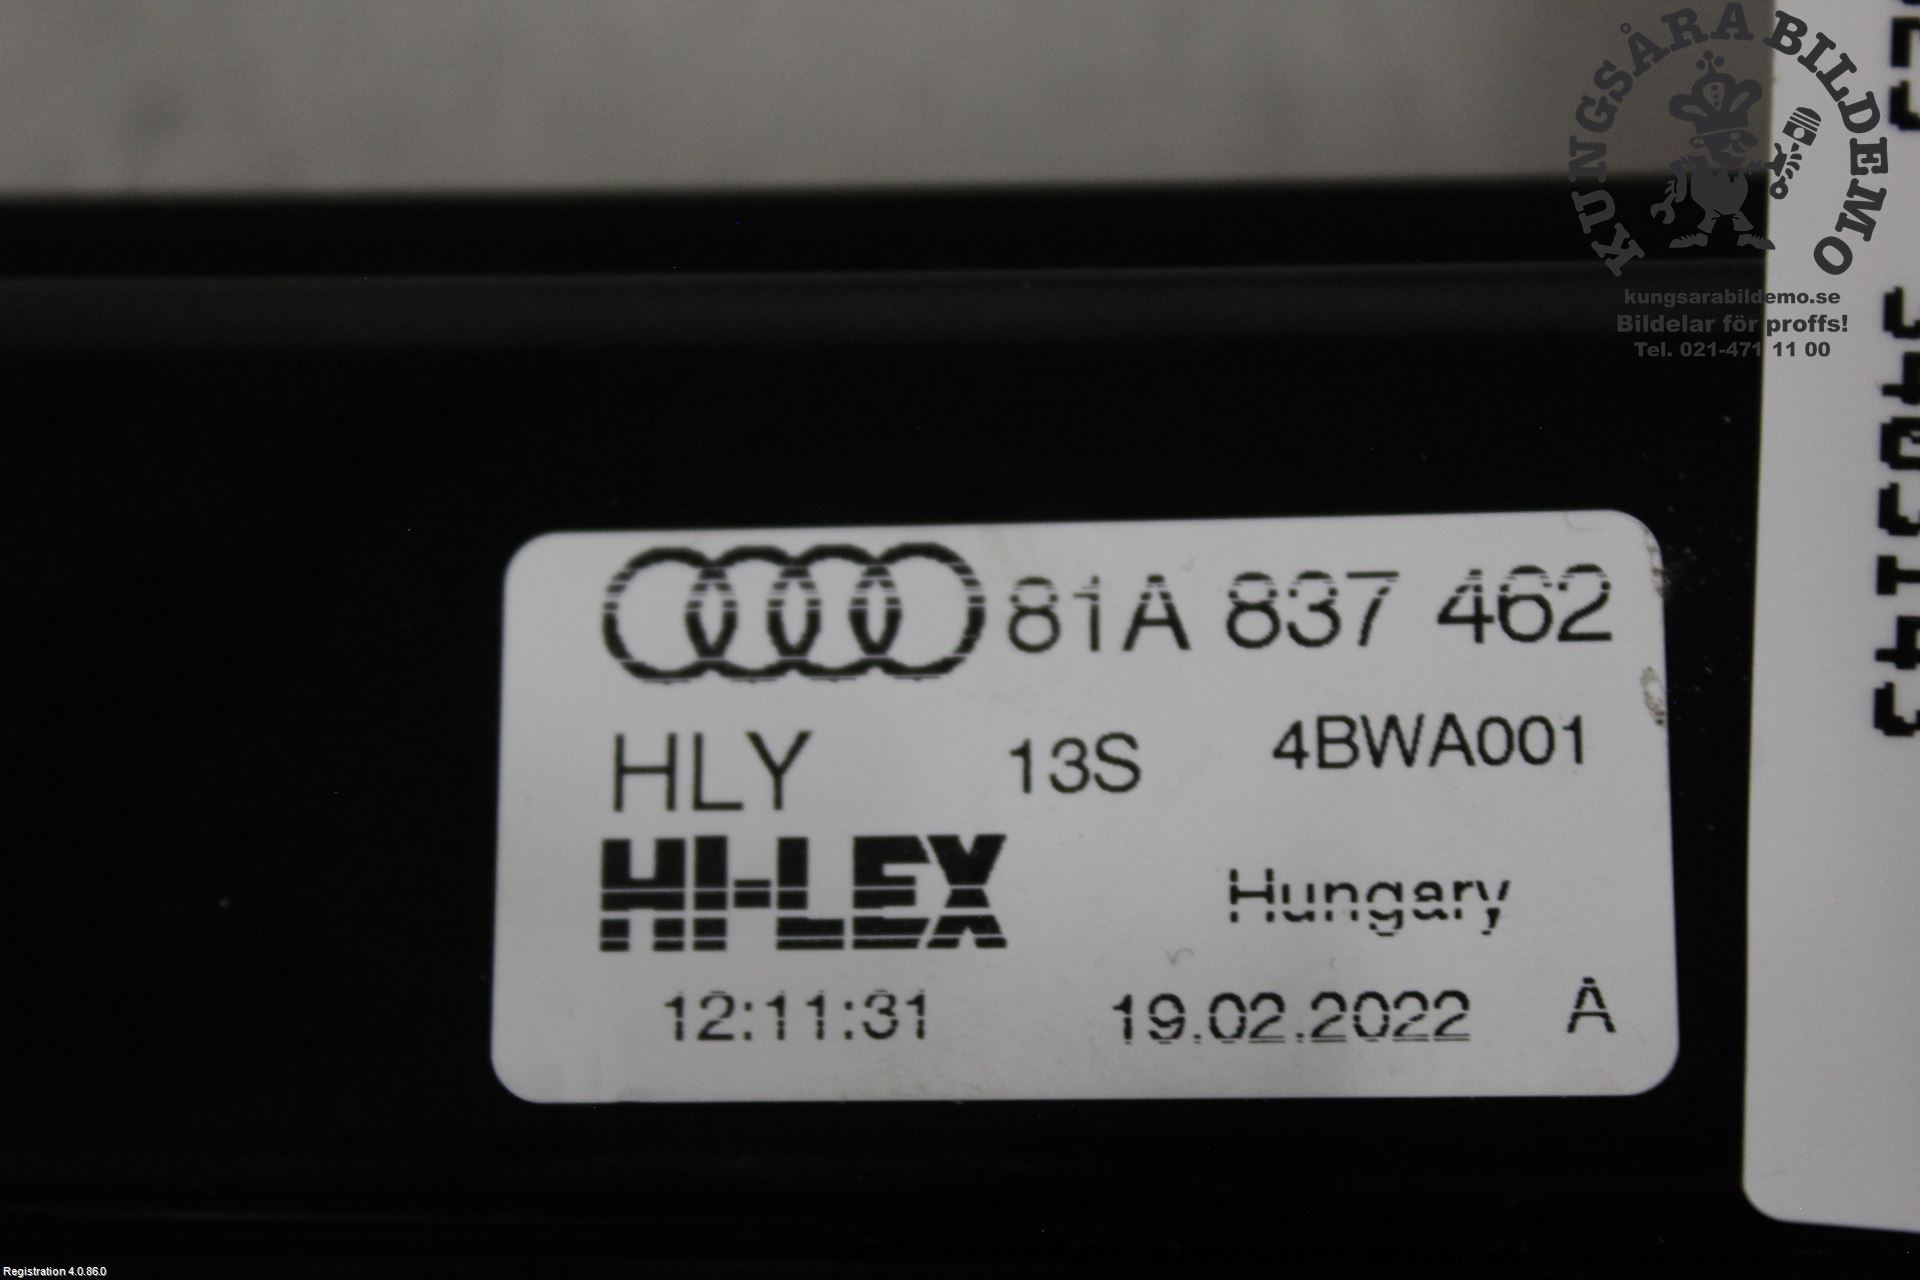 KUNGSÅRA BILDEMO
kungsarabildemo.se
Bildelar för proffs!
Tel. 021-471 11 00
81A 837 462
HLY 13S 4BWA001
HI-LEX Hungary
12:11:31 19.02.2022 A
Registration 4.0.86.0